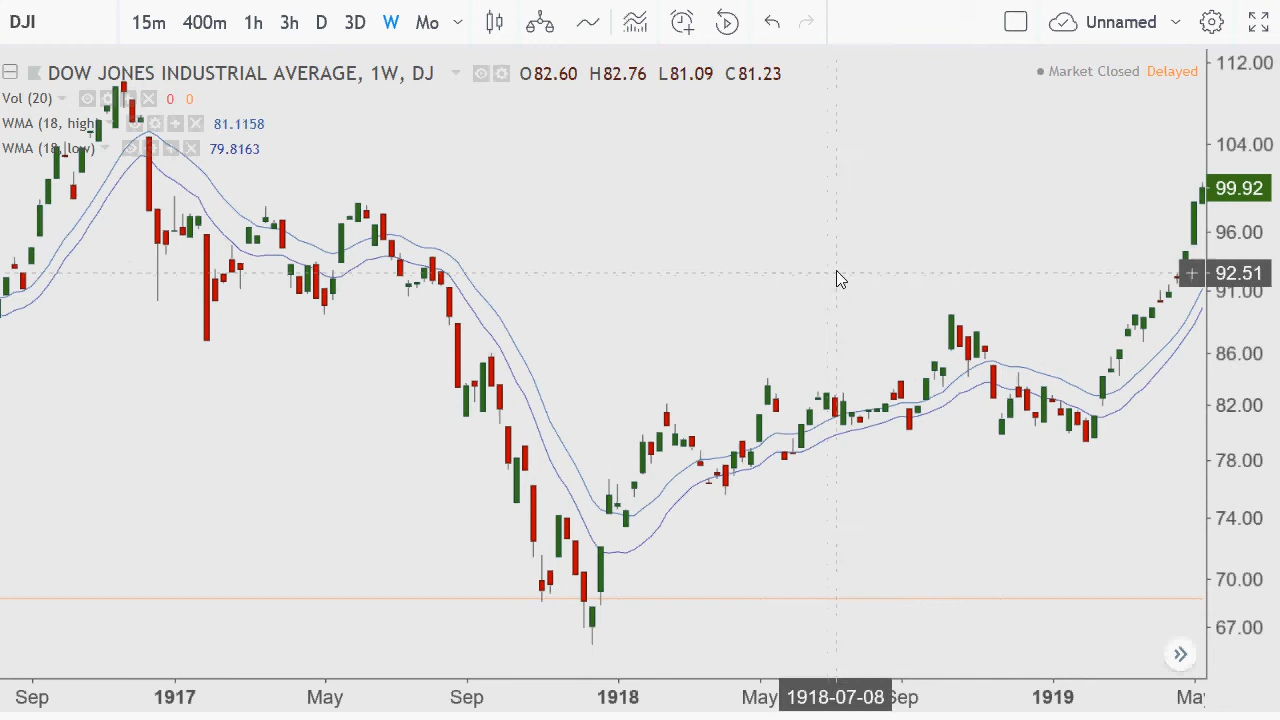 DJI 15m 400m 1h 3h D 3D W Mo Unnamed
DOW JONES INDUSTRIAL AVERAGE, 1W, DJ O82.60 H82.76 L81.09 C81.23 Market Closed Delayed
Vol (20) 0 0
WMA (18, high) 81.1158
WMA (18, low) 79.8163
112.00
104.00
99.92
96.00
92.51
91.00
86.00
82.00
78.00
74.00
70.00
67.00
Sep 1917 May Sep 1918 May 1918-07-08 Sep 1919